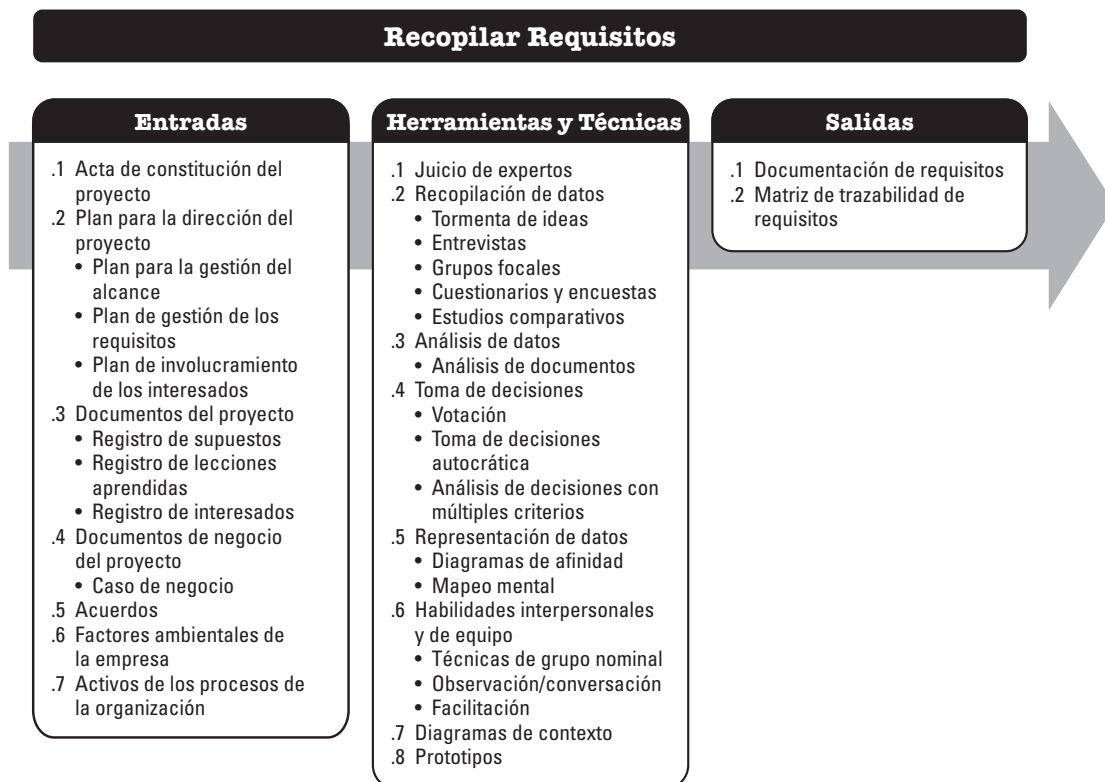 Recopilar Requisitos
Entradas
.1 Acta de constitución del
proyecto
.2 Plan para la dirección del
proyecto
• Plan para la gestión del
alcance
• Plan de gestión de los
requisitos
• Plan de involucramiento
de los interesados
.3 Documentos del proyecto
• Registro de supuestos
• Registro de lecciones
aprendidas
• Registro de interesados
.4 Documentos de negocio
del proyecto
• Caso de negocio
.5 Acuerdos
.6 Factores ambientales de
la empresa
.7 Activos de los procesos de
la organización
Herramientas y Técnicas
.1 Juicio de expertos
.2 Recopilación de datos
• Tormenta de ideas
• Entrevistas
• Grupos focales
• Cuestionarios y encuestas
• Estudios comparativos
.3 Análisis de datos
• Análisis de documentos
.4 Toma de decisiones
• Votación
• Toma de decisiones
autocrática
• Análisis de decisiones con
múltiples criterios
.5 Representación de datos
• Diagramas de afinidad
• Mapeo mental
.6 Habilidades interpersonales
y de equipo
• Técnicas de grupo nominal
• Observación/conversación
• Facilitación
.7 Diagramas de contexto
.8 Prototipos
Salidas
.1 Documentación de requisitos
.2 Matriz de trazabilidad de
requisitos